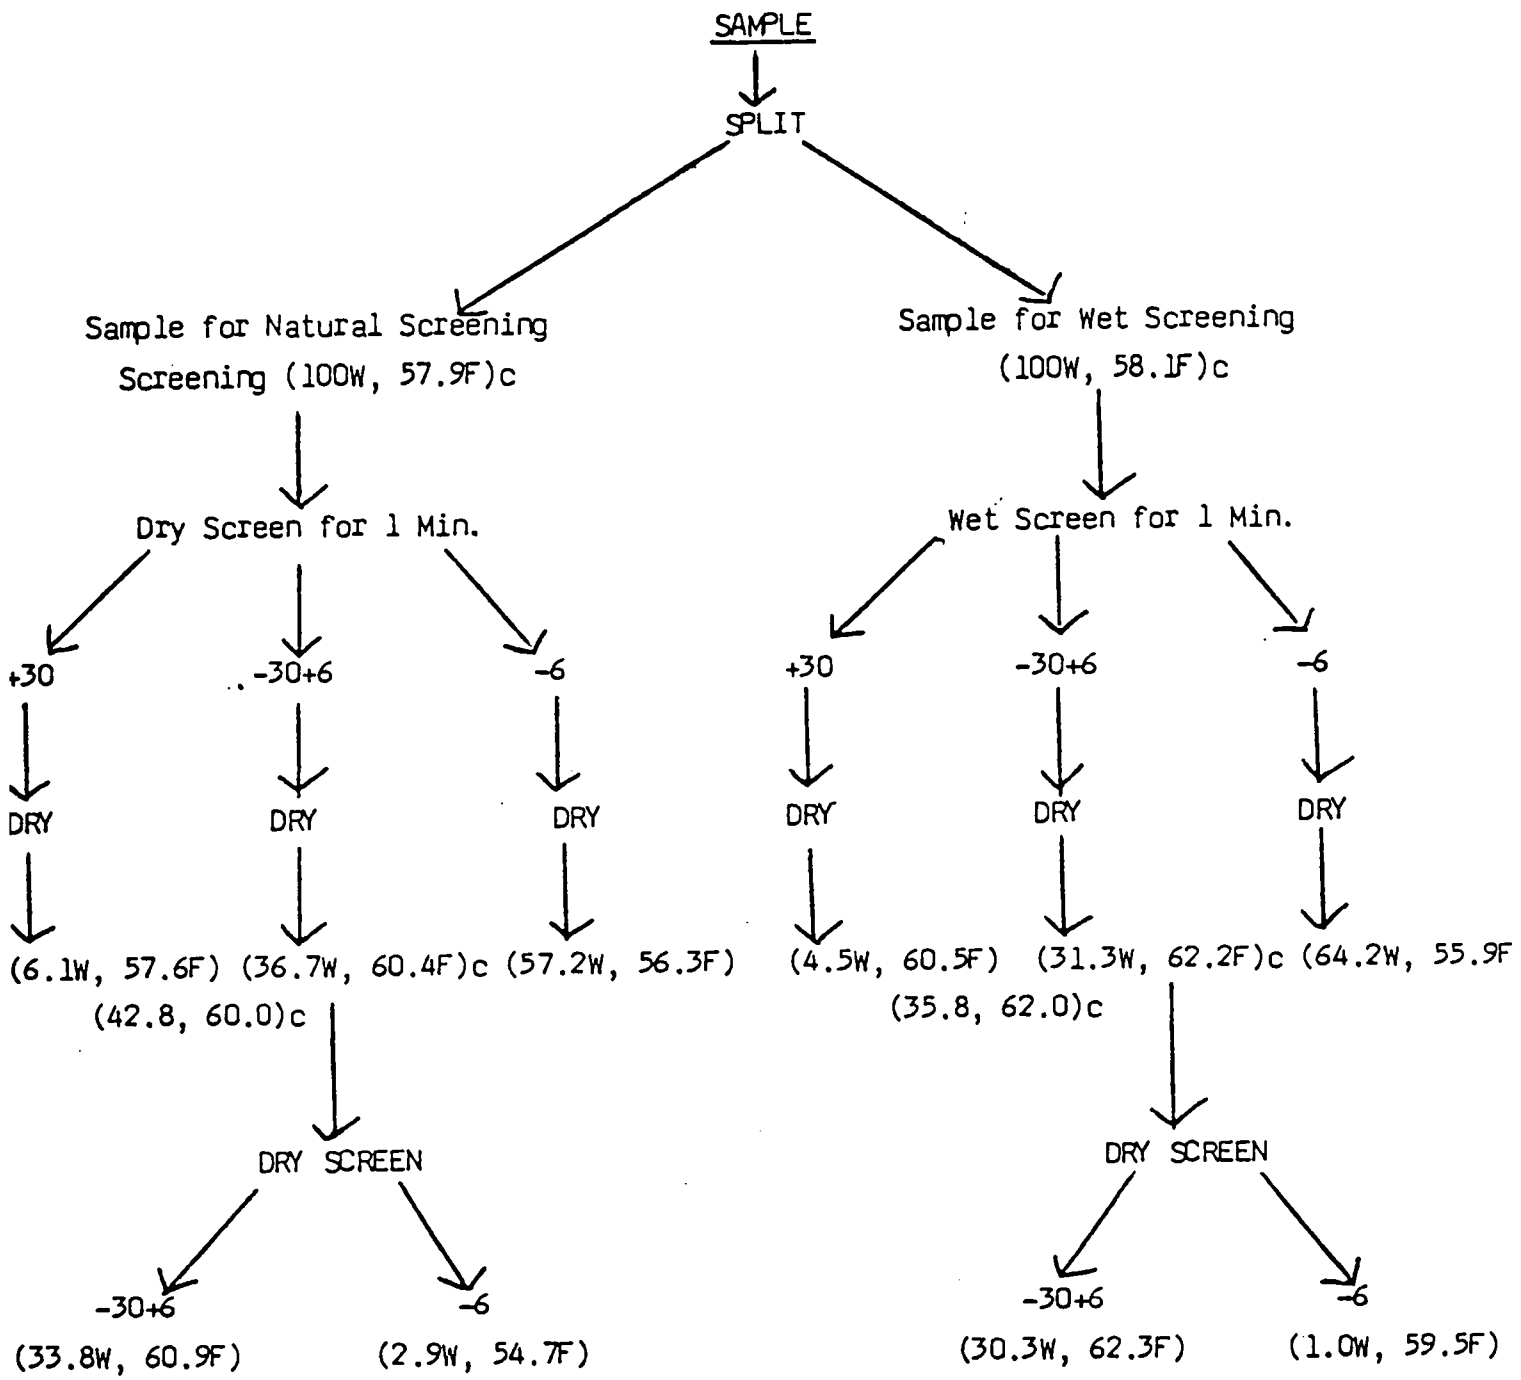 SAMPLE
SPLIT
Sample for Natural Screening
Screening (100W, 57.9F)c
Sample for Wet Screening
(100W, 58.1F)c
Dry Screen for 1 Min.
Wet Screen for 1 Min.
+30 -30+6 -6
+30 -30+6 -6
DRY DRY DRY
DRY DRY DRY
(6.1W, 57.6F) (36.7W, 60.4F)c (57.2W, 56.3F)
(42.8, 60.0)c
(4.5W, 60.5F) (31.3W, 62.2F)c (64.2W, 55.9F
(35.8, 62.0)c
DRY SCREEN
DRY SCREEN
-30+6 -6
(33.8W, 60.9F) (2.9W, 54.7F)
-30+6 -6
(30.3W, 62.3F) (1.0W, 59.5F)